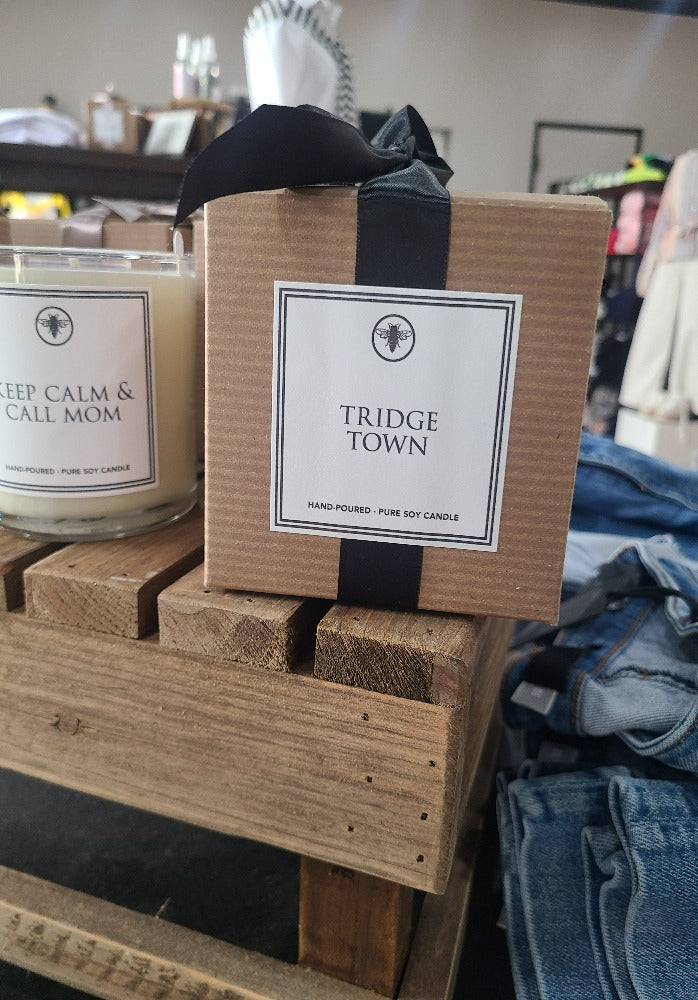 KEEP CALM &
CALL MOM
HAND-POURED - PURE SOY CANDLE
TRIDGE
TOWN
HAND-POURED - PURE SOY CANDLE